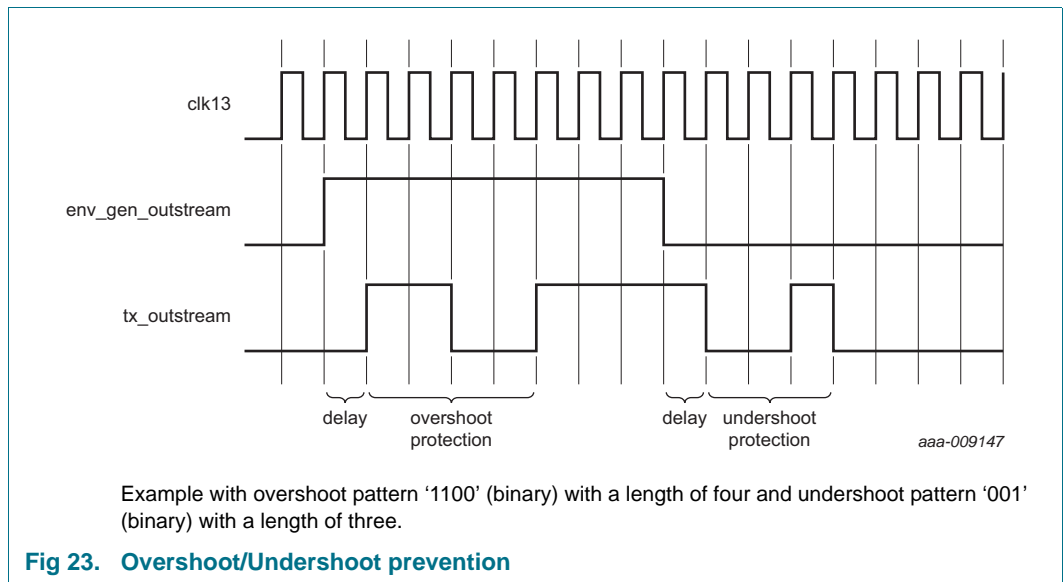 clk13
env_gen_outstream
tx_outstream
delay overshoot protection delay undershoot protection
aaa-009147
Example with overshoot pattern ‘1100’ (binary) with a length of four and undershoot pattern ‘001’
(binary) with a length of three.
Fig 23. Overshoot/Undershoot prevention